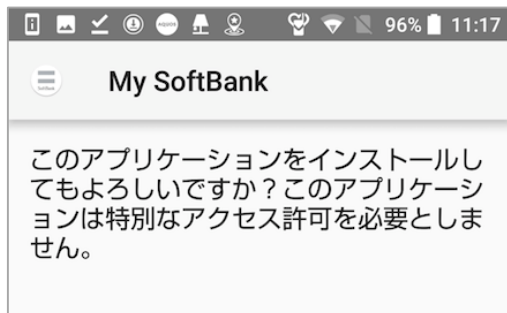 96% 11:17
My SoftBank
このアプリケーションをインストールし
てもよろしいですか？このアプリケーシ
ョンは特別なアクセス許可を必要としま
せん。